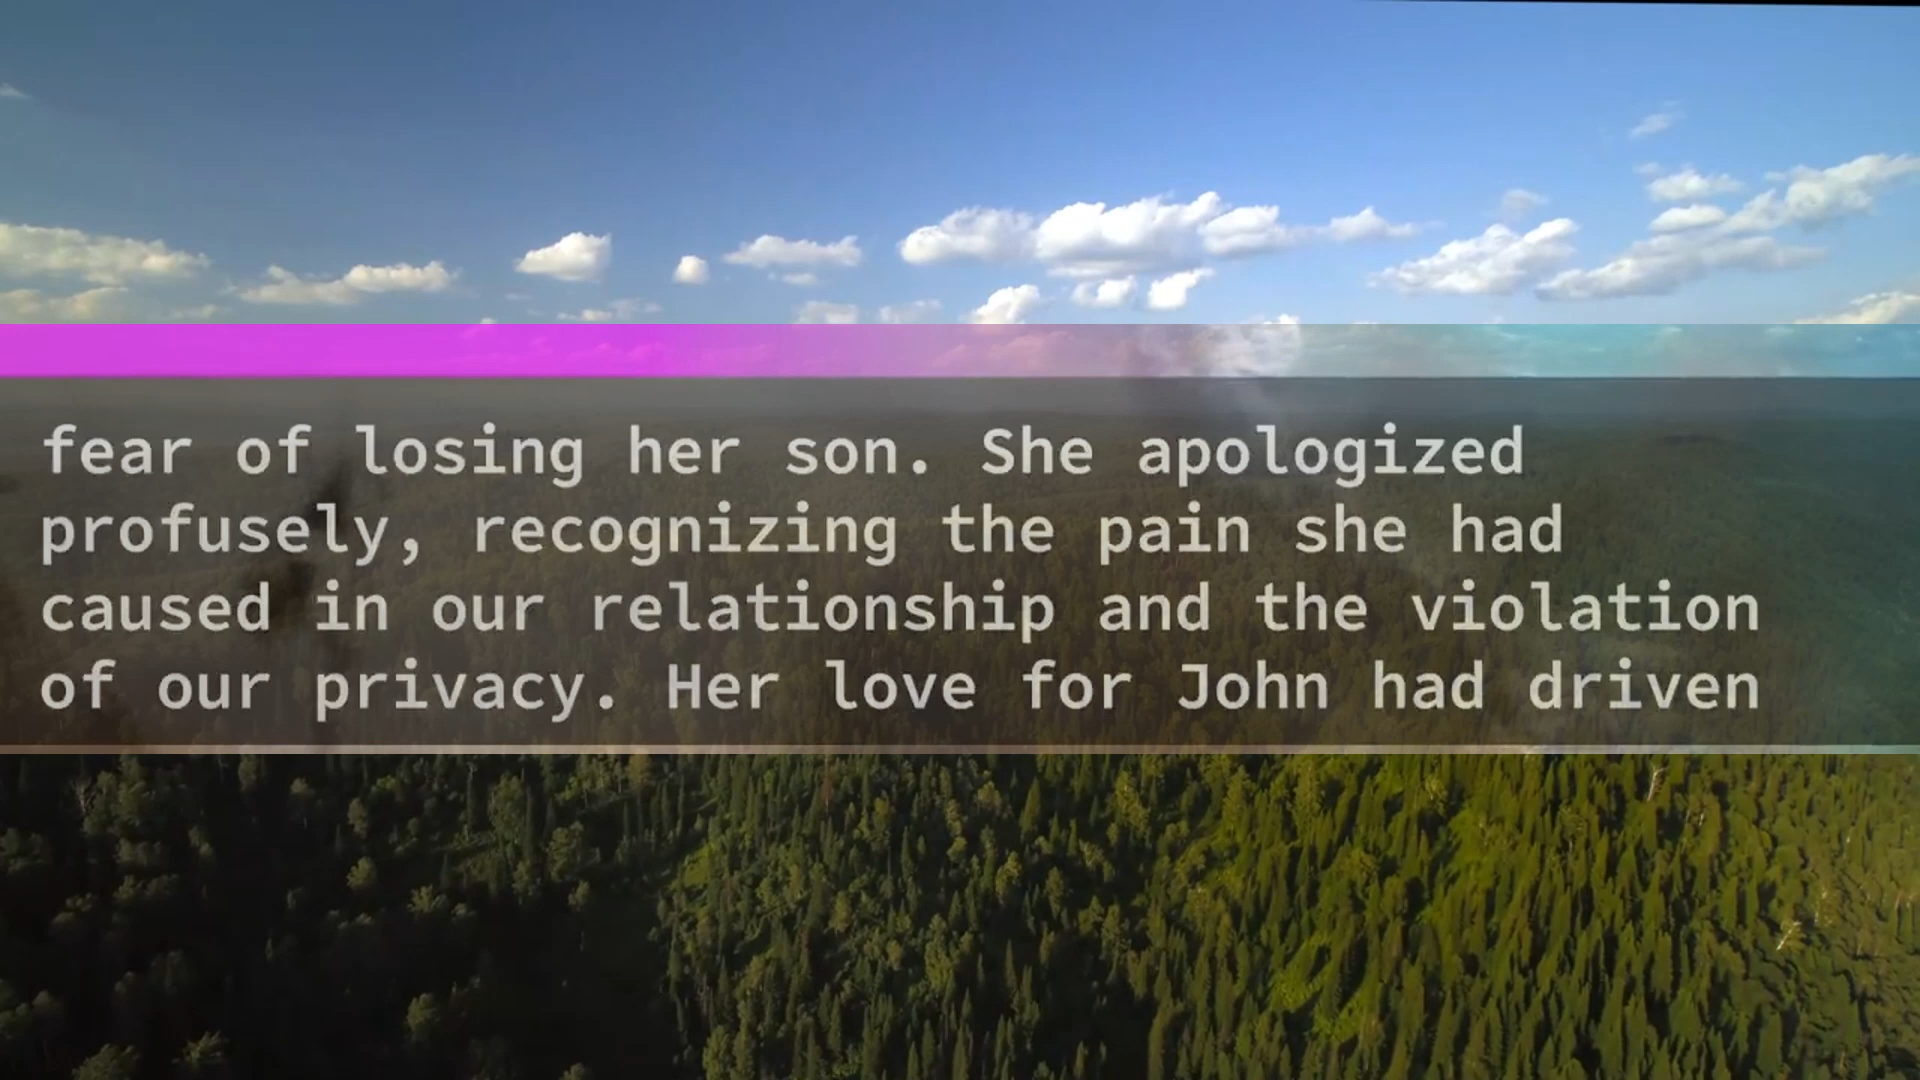 fear of losing her son. She apologized
profusely, recognizing the pain she had
caused in our relationship and the violation
of our privacy. Her love for John had driven